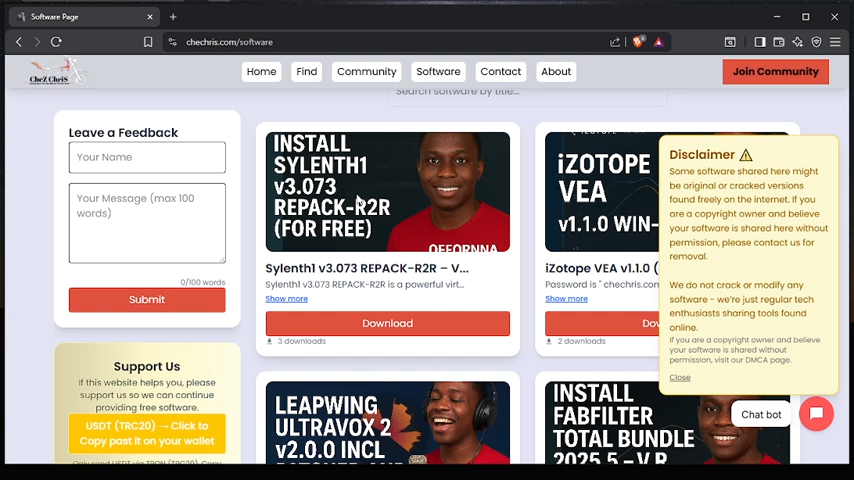 Software Page
chechris.com/software
CheZ ChriS
Home
Find
Community
Software
Contact
About
Join Community
Search software by title...
Leave a Feedback
Your Name
Your Message (max 100
words)
0/100 words
Submit
Support Us
If this website helps you, please
support us so we can continue
providing free software.
USDT (TRC20) → Click to
Copy past it on your wallet
INSTALL
SYLENTH1
v3.073
REPACK-R2R
(FOR FREE)
OFFORNNA
Sylenth1 v3.073 REPACK-R2R – V...
Sylenth1 v3.073 REPACK-R2R is a powerful virt...
Show more
Download
3 downloads
iZOTOPE
VEA
v1.1.0 WIN-
iZotope VEA v1.1.0 (
Password is " chechris.com
Show more
2 downloads
LEAPWING
ULTRAVOX 2
v2.0.0 INCL
INSTALL
FABFILTER
TOTAL BUNDLE
2025.5 – V.R
Disclaimer ⚠️
Some software shared here might
be original or cracked versions
found freely on the internet. If you
are a copyright owner and believe
your software is shared here without
permission, please contact us for
removal.
We do not crack or modify any
software - we're just regular tech
enthusiasts sharing tools found
online.
If you are a copyright owner and believe
your software is shared without
permission, visit our DMCA page.
Close
Chat bot